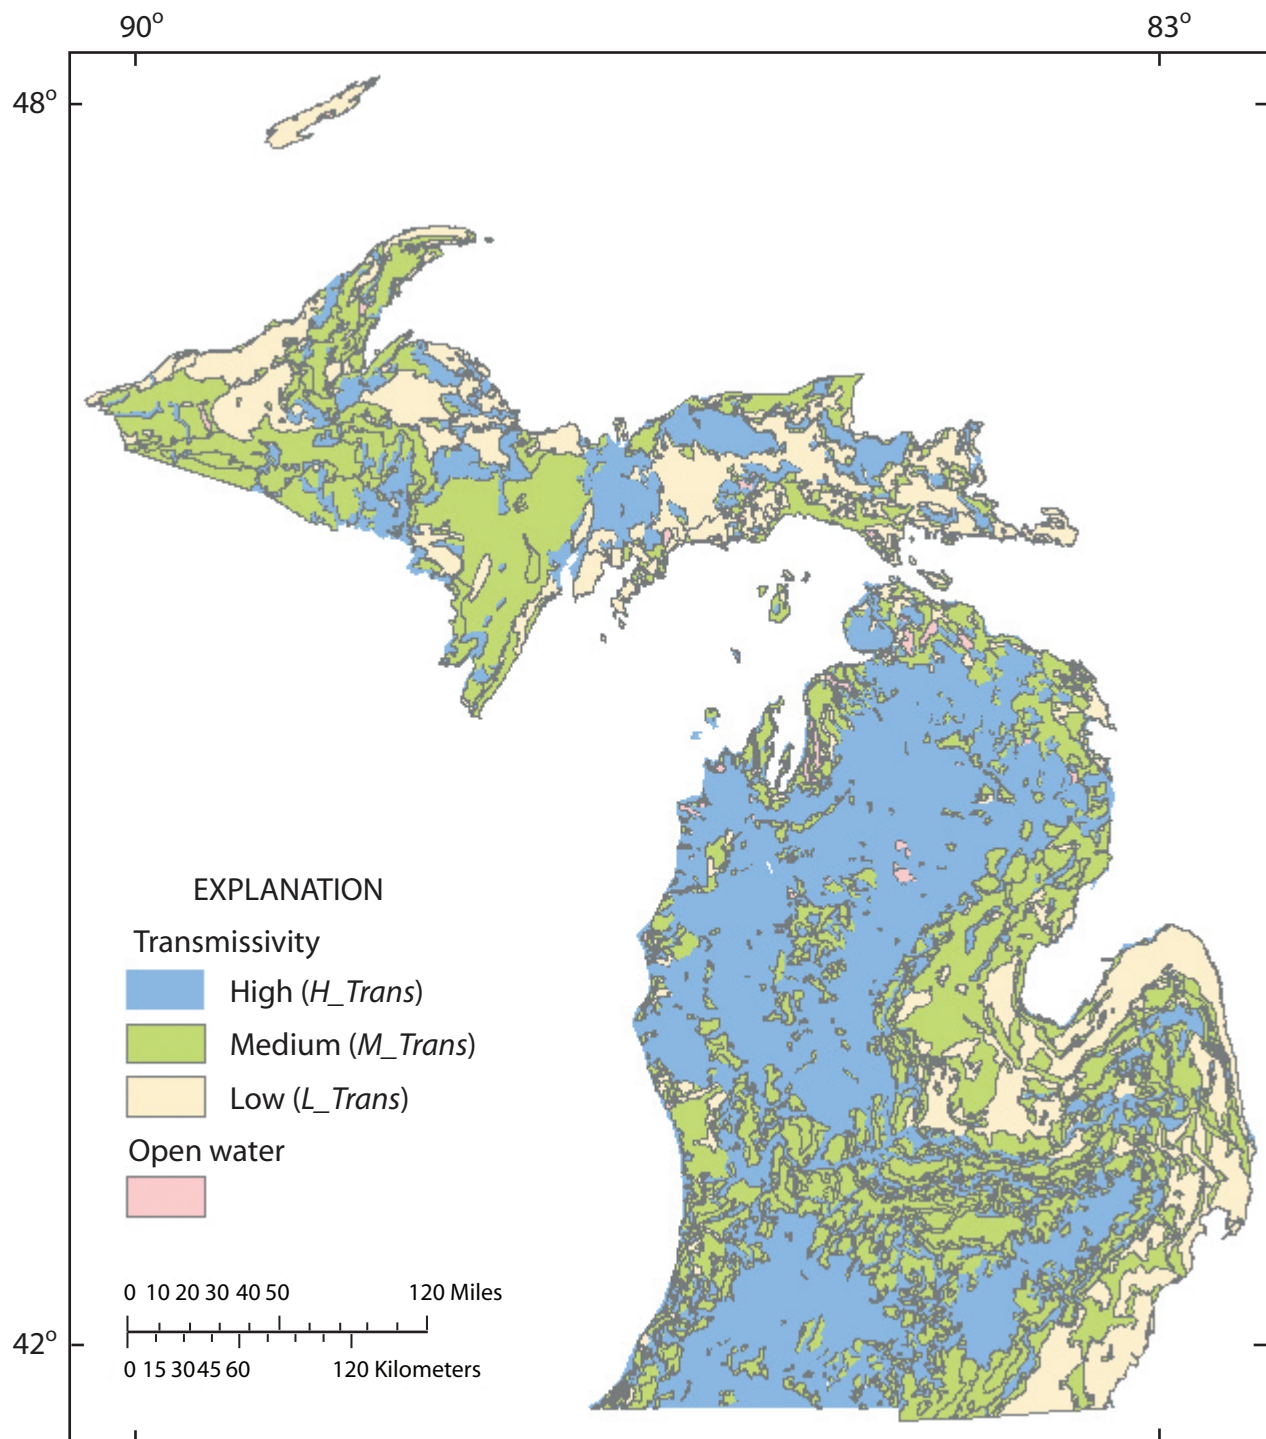 90° 83°
48°
EXPLANATION
Transmissivity
High (H_Trans)
Medium (M_Trans)
Low (L_Trans)
Open water
0 10 20 30 40 50 120 Miles
42°
0 15 30 45 60 120 Kilometers